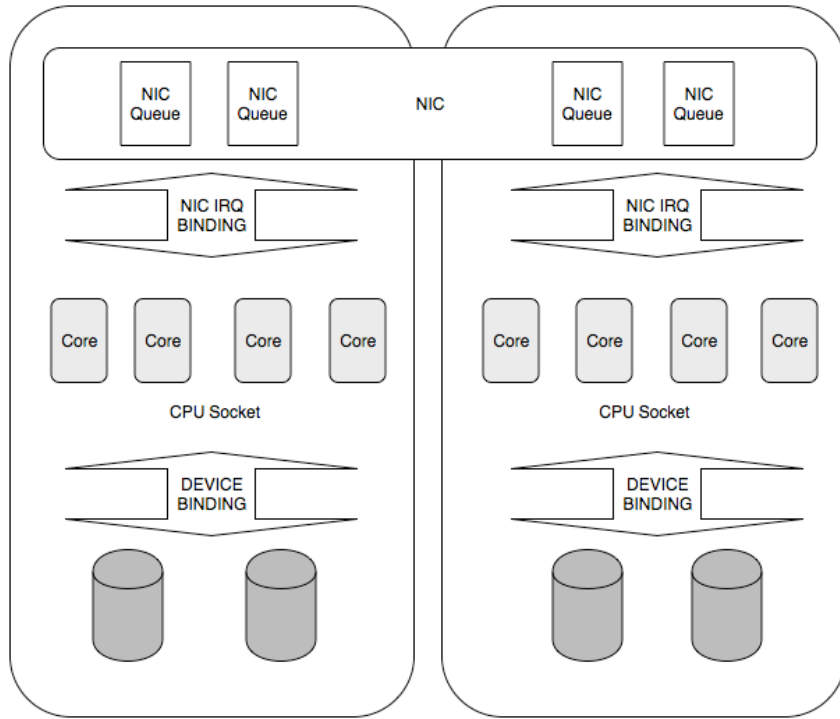 NIC
Queue
NIC
Queue
NIC
NIC
Queue
NIC
Queue
NIC IRQ
BINDING
NIC IRQ
BINDING
Core
Core
Core
Core
Core
Core
Core
Core
CPU Socket
CPU Socket
DEVICE
BINDING
DEVICE
BINDING